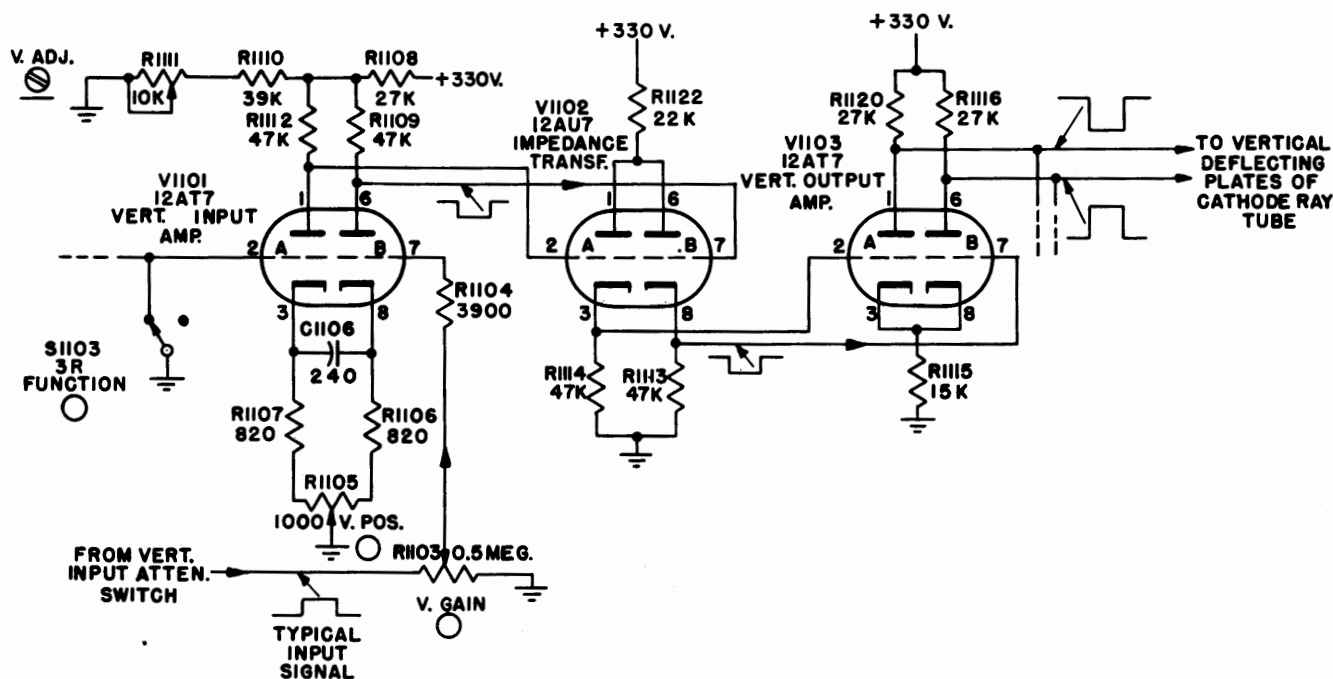 V. ADJ.
R1111
10K
R1110
39K
R1108
27K
+330V.
R1112
47K
R1109
47K
V1101
12AT7
VERT. INPUT
AMP.
1
6
2
A
B
7
3
8
C1106
240
R1104
3900
S1103
3R
FUNCTION
R1107
820
R1106
820
R1105
1000
V. POS.
FROM VERT.
INPUT ATTEN.
SWITCH
R1103
0.5MEG.
V. GAIN
TYPICAL
INPUT
SIGNAL
+330 V.
R1122
22 K
V1102
12AU7
IMPEDANCE
TRANSF.
1
6
2
A
.B
7
3
8
R1114
47K
R1113
47K
+330 V.
R1120
27K
R1116
27K
V1103
12AT7
VERT. OUTPUT
AMP.
1
6
2
A
B
7
3
8
R1115
15 K
TO VERTICAL
DEFLECTING
PLATES OF
CATHODE RAY
TUBE